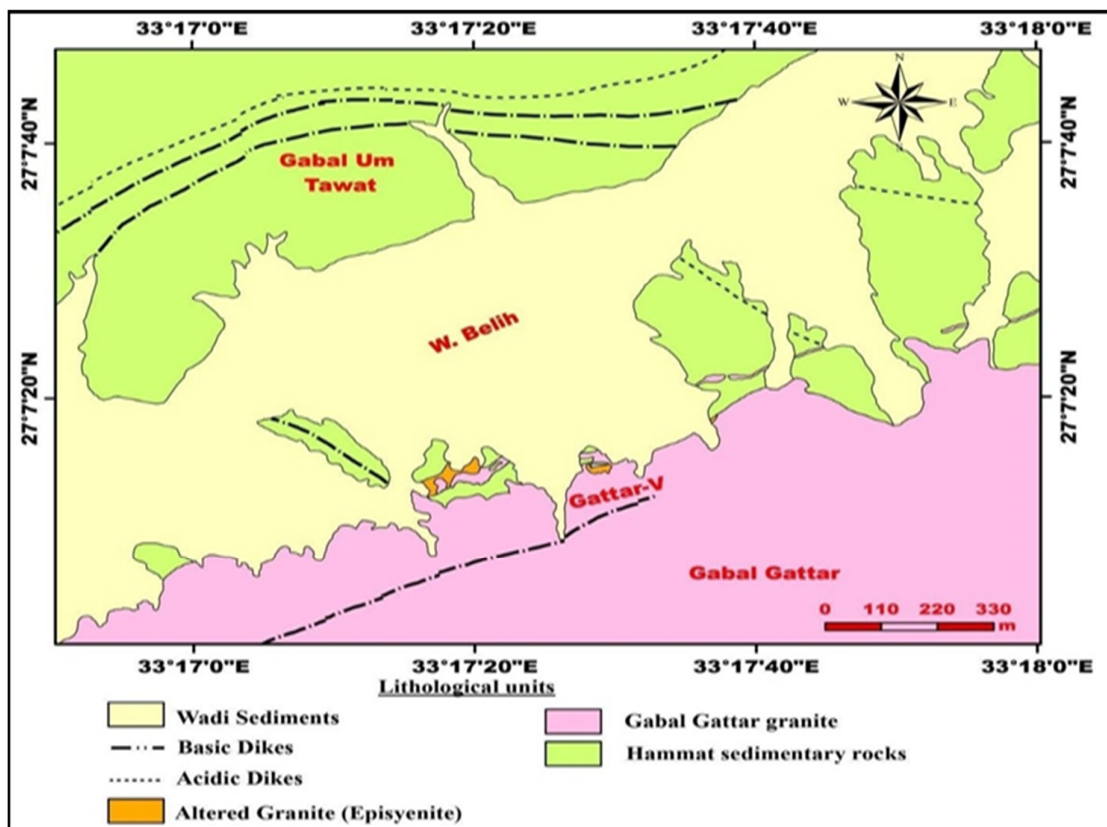 33°17'0"E 33°17'20"E 33°17'40"E 33°18'0"E
N
W E
S
27°7'40"N 27°7'40"N
Gabal Um
Tawat
W. Belih
27°7'20"N 27°7'20"N
Gattar-V
Gabal Gattar
0 110 220 330
m
33°17'0"E 33°17'20"E 33°17'40"E 33°18'0"E
Lithological units
Wadi Sediments
Basic Dikes
Acidic Dikes
Altered Granite (Episyenite)
Gabal Gattar granite
Hammat sedimentary rocks